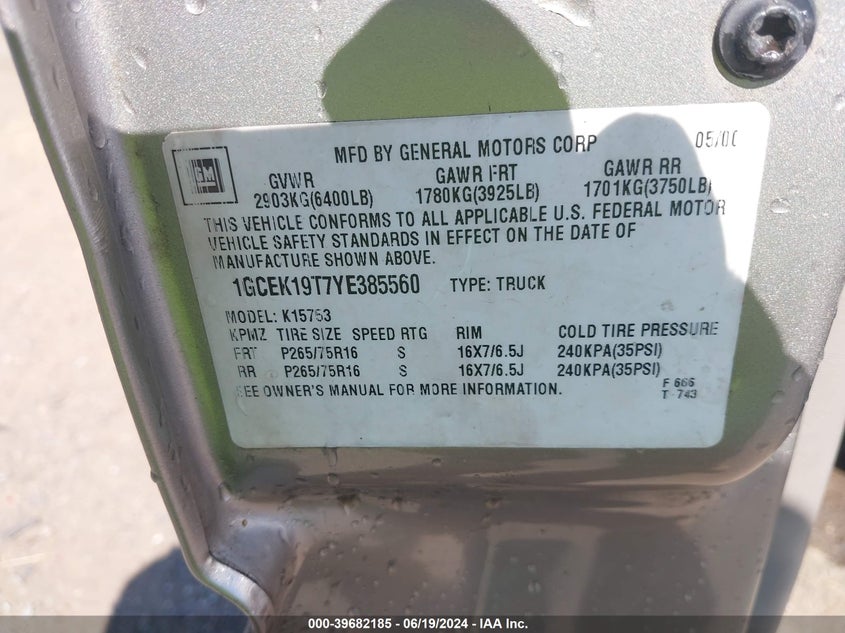 MFD BY GENERAL MOTORS CORP 05/00
GM GVWR GAWR FRT GAWR RR
2903KG(6400LB) 1780KG(3925LB) 1701KG(3750LB)
THIS VEHICLE CONFORMS TO ALL APPLICABLE U.S. FEDERAL MOTOR
VEHICLE SAFETY STANDARDS IN EFFECT ON THE DATE OF
MANUFACTURE SHOWN ABOVE.
1GCEK19T7YE385560 TYPE: TRUCK
MODEL: K15753
KPMZ TIRE SIZE SPEED RTG RIM COLD TIRE PRESSURE
FRT P265/75R16 S 16X7/6.5J 240KPA(35PSI)
RR P265/75R16 S 16X7/6.5J 240KPA(35PSI)
SEE OWNER'S MANUAL FOR MORE INFORMATION.
F 666
T 743
000-39682185 - 06/19/2024 - IAA Inc.